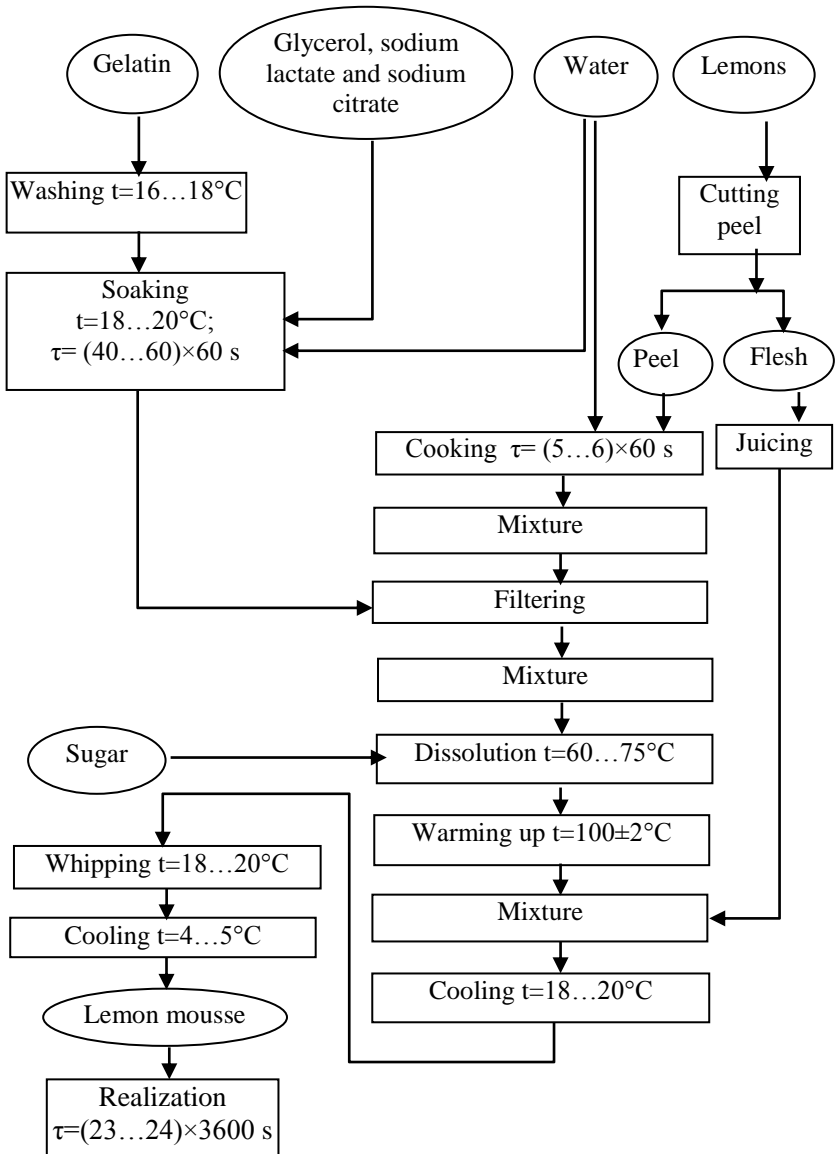 Gelatin
Glycerol, sodium
lactate and sodium
citrate
Water
Lemons
Washing t=16…18°C
Cutting
peel
Soaking
t=18…20°C;
τ= (40…60)×60 s
Peel
Flesh
Cooking τ= (5…6)×60 s
Juicing
Mixture
Filtering
Mixture
Sugar
Dissolution t=60…75°C
Warming up t=100±2°C
Whipping t=18…20°C
Mixture
Cooling t=4…5°C
Cooling t=18…20°C
Lemon mousse
Realization
τ=(23…24)×3600 s